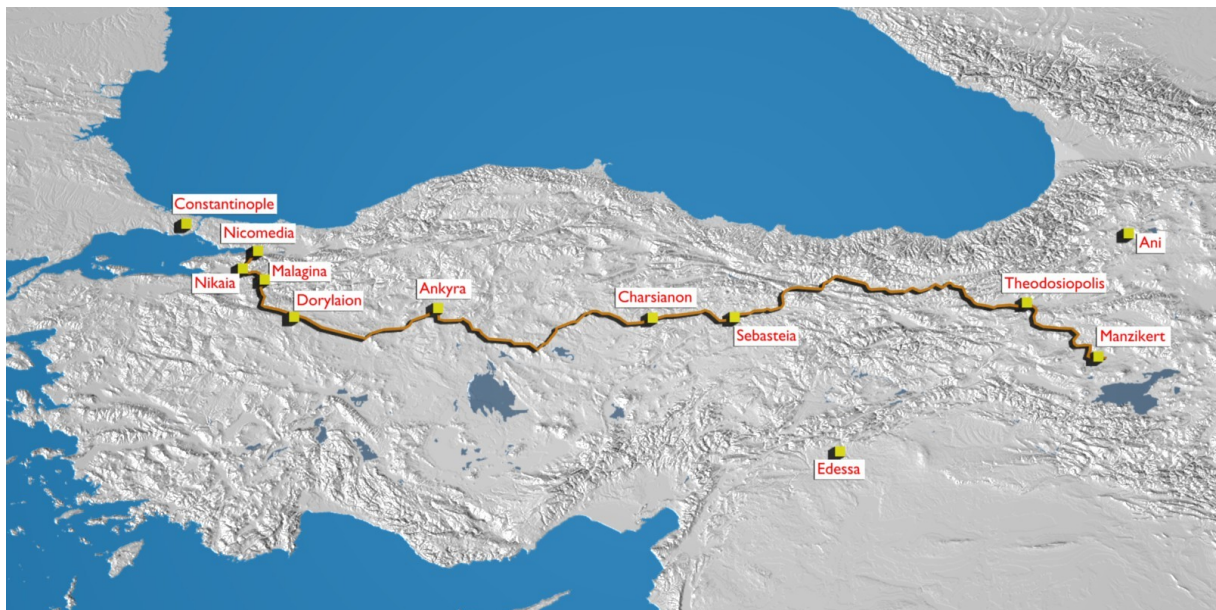 Constantinople
Nicomedia
Nikaia
Malagina
Dorylaion
Ankyra
Charsianon
Sebasteia
Theodosiopolis
Ani
Manzikert
Edessa